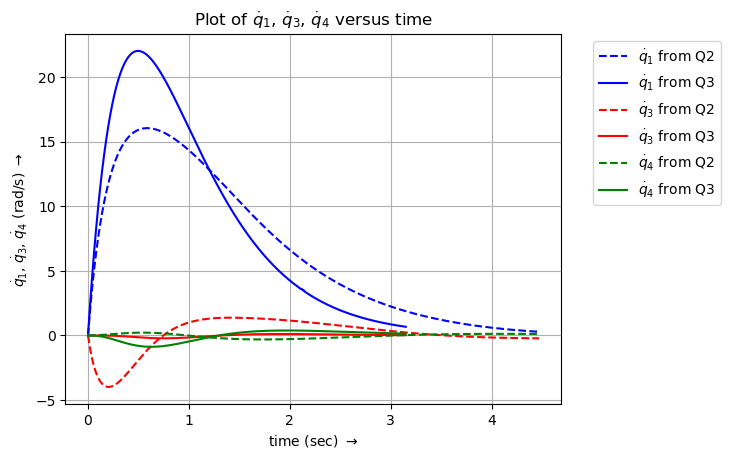 Plot of q̇₁, q̇₃, q̇₄ versus time
q̇₁, q̇₃, q̇₄ (rad/s) →
20
15
10
5
0
−5
0 1 2 3 4
time (sec) →
q̇₁ from Q2
q̇₁ from Q3
q̇₃ from Q2
q̇₃ from Q3
q̇₄ from Q2
q̇₄ from Q3